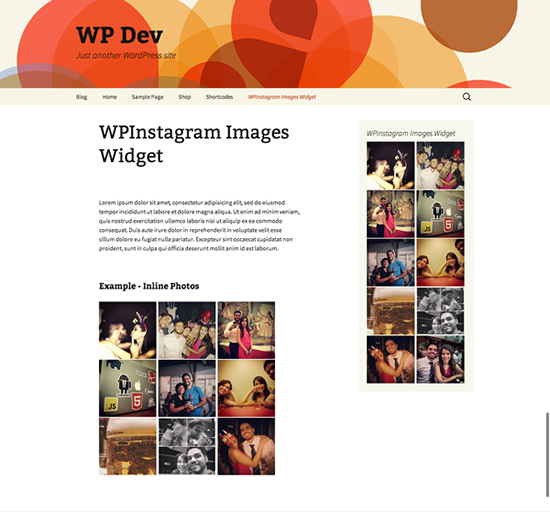 WP Dev
Just another WordPress site
Blog Home Sample Page Shop Shortcodes WPInstagram Images Widget
WPInstagram Images
Widget
Lorem ipsum dolor sit amet, consectetur adipisicing elit, sed do eiusmod
tempor incididunt ut labore et dolore magna aliqua. Ut enim ad minim veniam,
quis nostrud exercitation ullamco laboris nisi ut aliquip ex ea commodo
consequat. Duis aute irure dolor in reprehenderit in voluptate velit esse
cillum dolore eu fugiat nulla pariatur. Excepteur sint occaecat cupidatat non
proident, sunt in culpa qui officia deserunt mollit anim id est laborum.
Example - Inline Photos
JS
5
WPInstagram Images Widget
JS
5